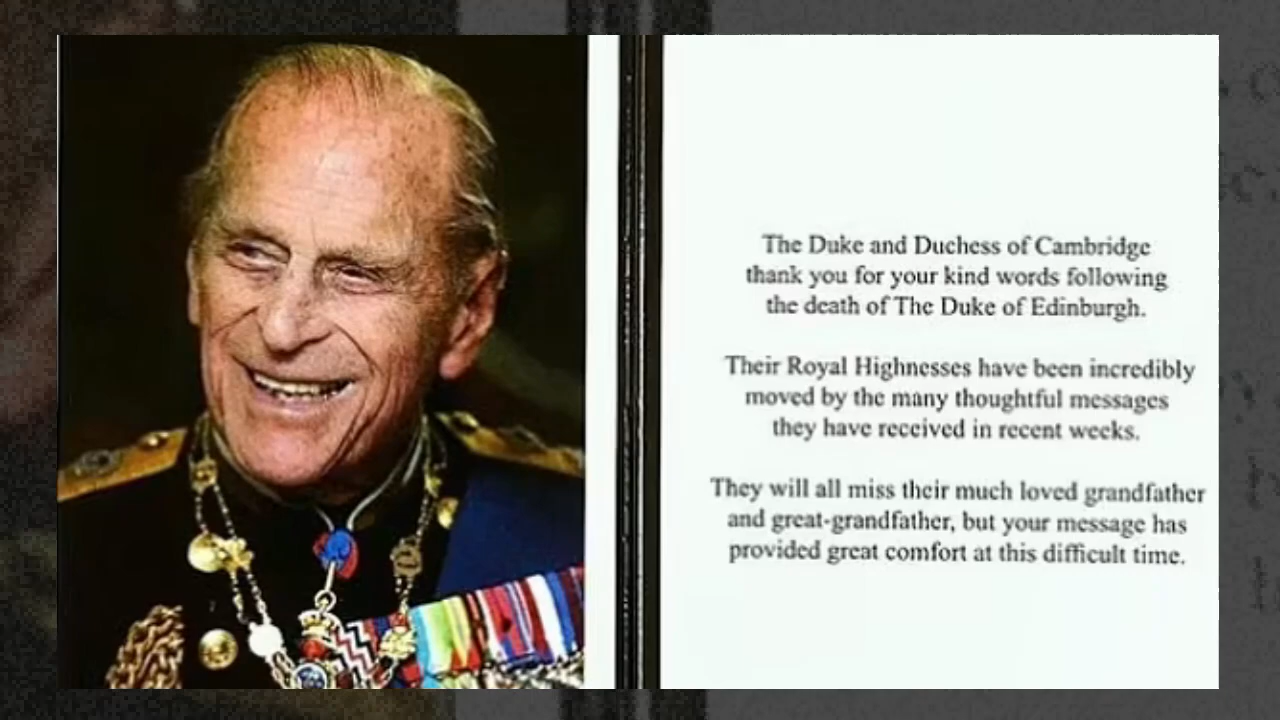 The Duke and Duchess of Cambridge
thank you for your kind words following
the death of The Duke of Edinburgh.
Their Royal Highnesses have been incredibly
moved by the many thoughtful messages
they have received in recent weeks.
They will all miss their much loved grandfather
and great-grandfather, but your message has
provided great comfort at this difficult time.